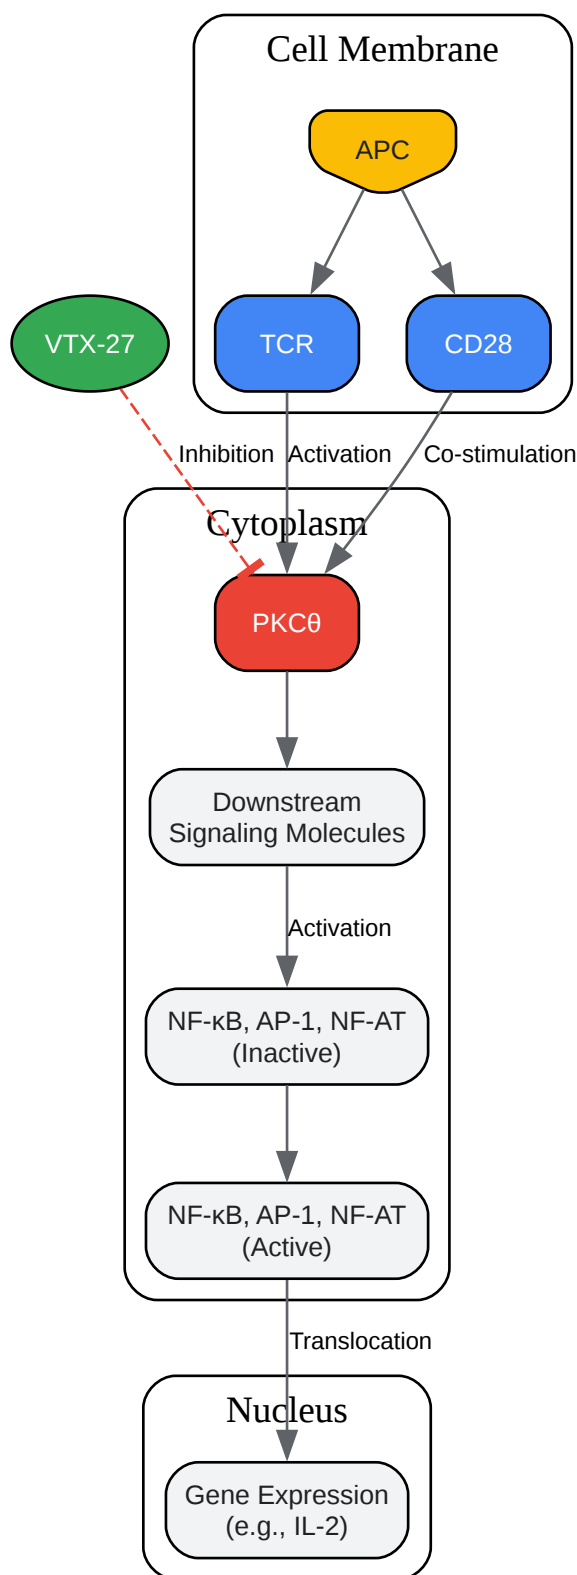 Cell Membrane
APC
VTX-27
TCR
CD28
Inhibition
Activation
Co-stimulation
Cytoplasm
PKCθ
Downstream
Signaling Molecules
Activation
NF-κB, AP-1, NF-AT
(Inactive)
NF-κB, AP-1, NF-AT
(Active)
Translocation
Nucleus
Gene Expression
(e.g., IL-2)